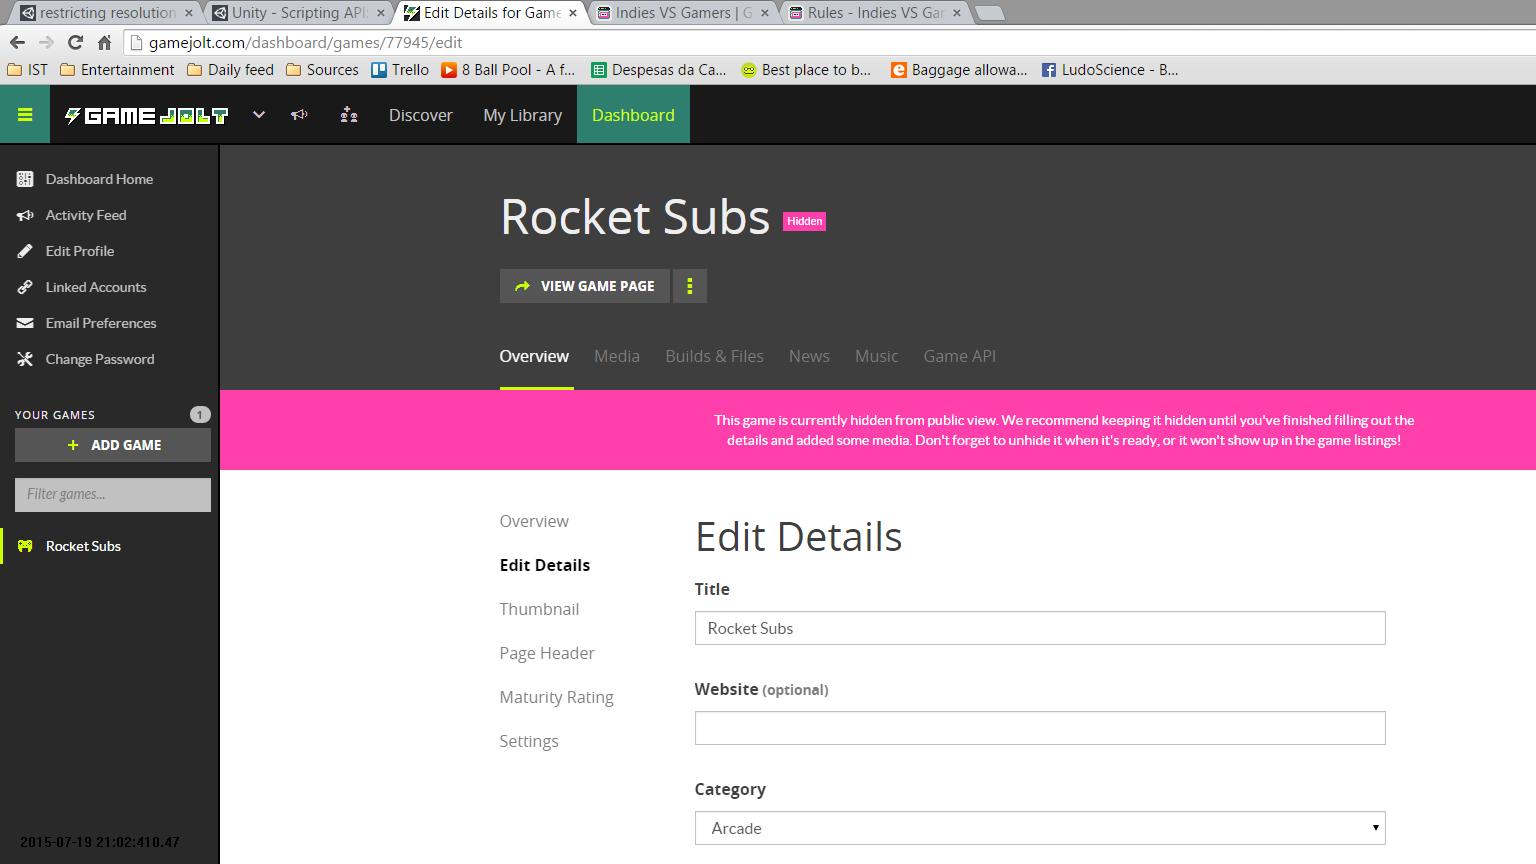 restricting resolution
Unity - Scripting API:
Edit Details for Game
Indies VS Gamers | G
Rules - Indies VS Gar
gamejolt.com/dashboard/games/77945/edit
IST
Entertainment
Daily feed
Sources
Trello
8 Ball Pool - A f...
Despesas da Ca...
Best place to b...
Baggage allowa...
LudoScience - B...
GAME JOLT
Discover
My Library
Dashboard
Dashboard Home
Activity Feed
Edit Profile
Linked Accounts
Email Preferences
Change Password
YOUR GAMES 1
+ ADD GAME
Filter games...
Rocket Subs
Rocket Subs Hidden
VIEW GAME PAGE
Overview
Media
Builds & Files
News
Music
Game API
This game is currently hidden from public view. We recommend keeping it hidden until you've finished filling out the
details and added some media. Don't forget to unhide it when it's ready, or it won't show up in the game listings!
Overview
Edit Details
Thumbnail
Page Header
Maturity Rating
Settings
Edit Details
Title
Rocket Subs
Website (optional)
Category
Arcade
2015-07-19 21:02:410.47